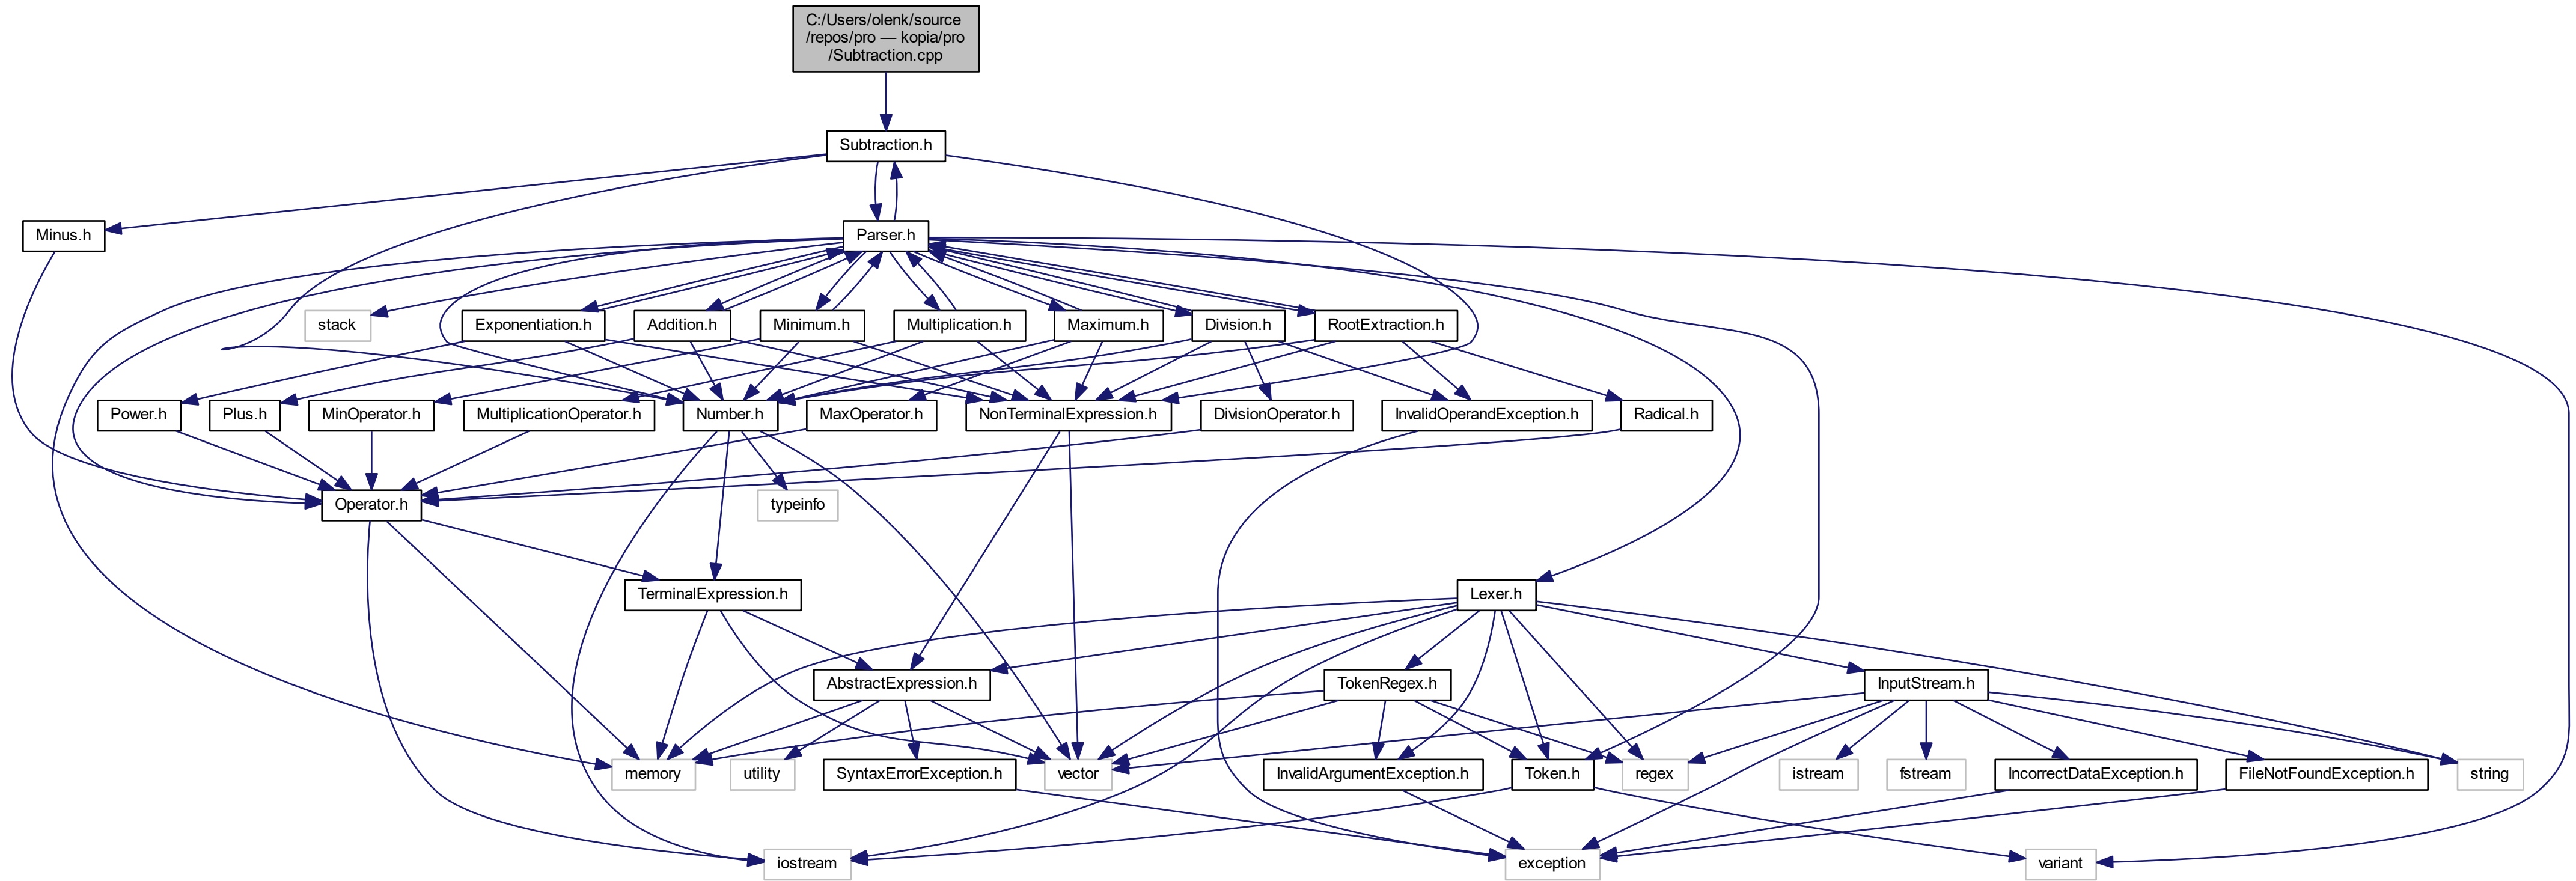 C:/Users/olenk/source
/repos/pro — kopia/pro
/Subtraction.cpp
Subtraction.h
Minus.h
Parser.h
stack
Exponentiation.h
Addition.h
Minimum.h
Multiplication.h
Maximum.h
Division.h
RootExtraction.h
Power.h
Plus.h
MinOperator.h
MultiplicationOperator.h
Number.h
MaxOperator.h
NonTerminalExpression.h
DivisionOperator.h
InvalidOperandException.h
Radical.h
Operator.h
typeinfo
TerminalExpression.h
Lexer.h
AbstractExpression.h
TokenRegex.h
InputStream.h
memory
utility
SyntaxErrorException.h
vector
InvalidArgumentException.h
Token.h
regex
istream
fstream
IncorrectDataException.h
FileNotFoundException.h
string
iostream
exception
variant